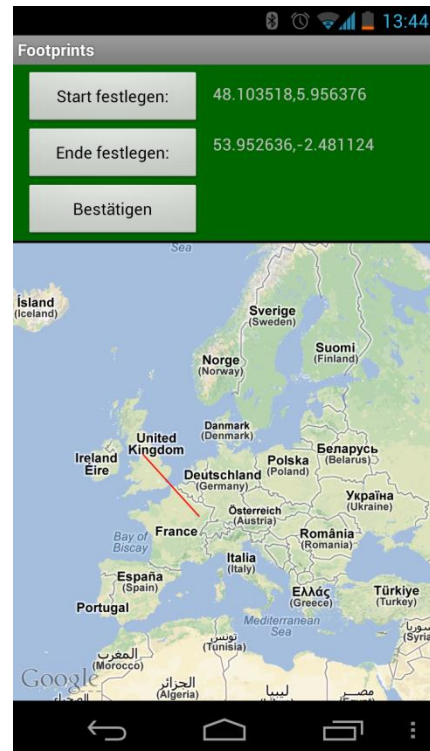 13:44
Footprints
Start festlegen:
48.103518,5.956376
Ende festlegen:
53.952636,-2.481124
Bestätigen
Sea
Ísland
(Iceland)
Sverige
(Sweden)
Suomi
(Finland)
Norge
(Norway)
Danmark
(Denmark)
United
Kingdom
Ireland
Éire
Беларусь
(Belarus)
Polska
(Poland)
Deutschland
(Germany)
Україна
(Ukraine)
Österreich
(Austria)
France
România
(Romania)
Bay of
Biscay
Italia
(Italy)
España
(Spain)
Ελλάς
(Greece)
Türkiye
(Turkey)
Portugal
Mediterranean
Sea
تونس
(Tunisia)
سوريا
(Syria
المغرب
(Morocco)
Google
الجزائر
(Algeria)
ليبيا
مصر